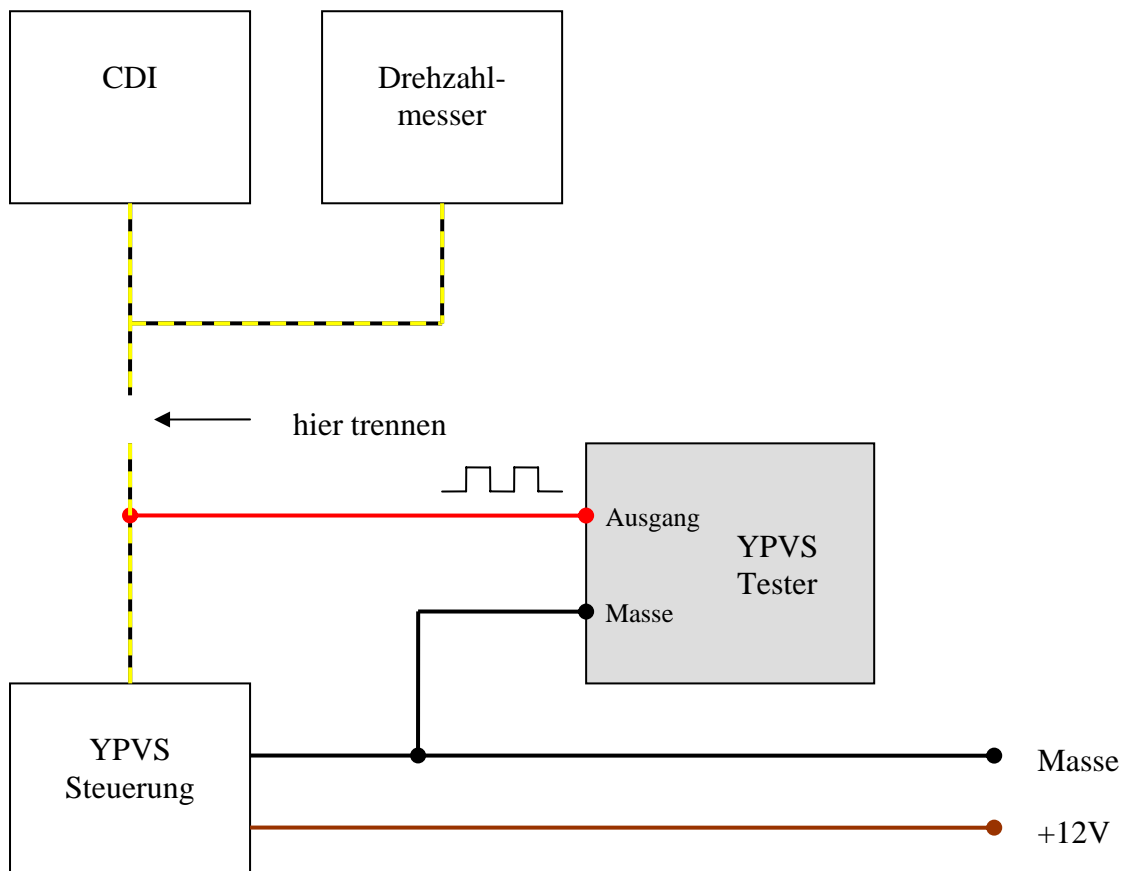 CDI
Drehzahl-
messer
hier trennen
Ausgang
YPVS
Tester
Masse
YPVS
Steuerung
Masse
+12V